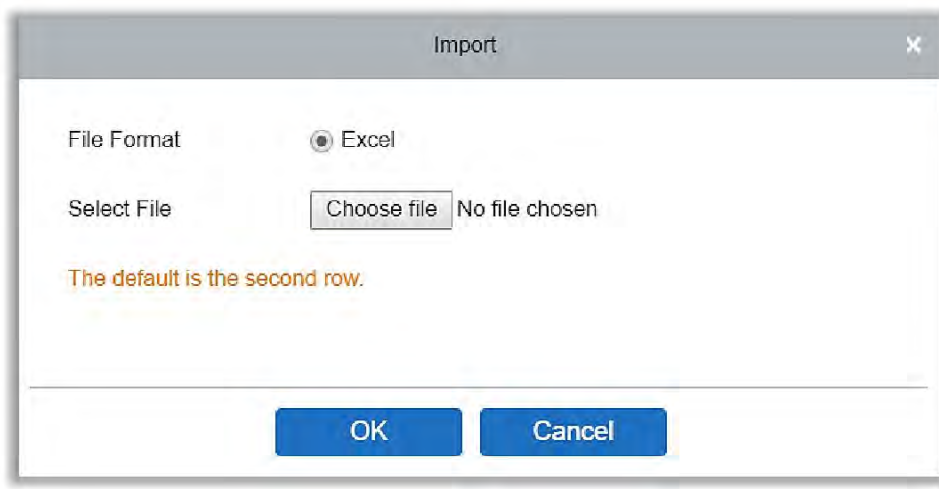 Import
File Format Excel
Select File Choose file No file chosen
The default is the second row.
OK Cancel